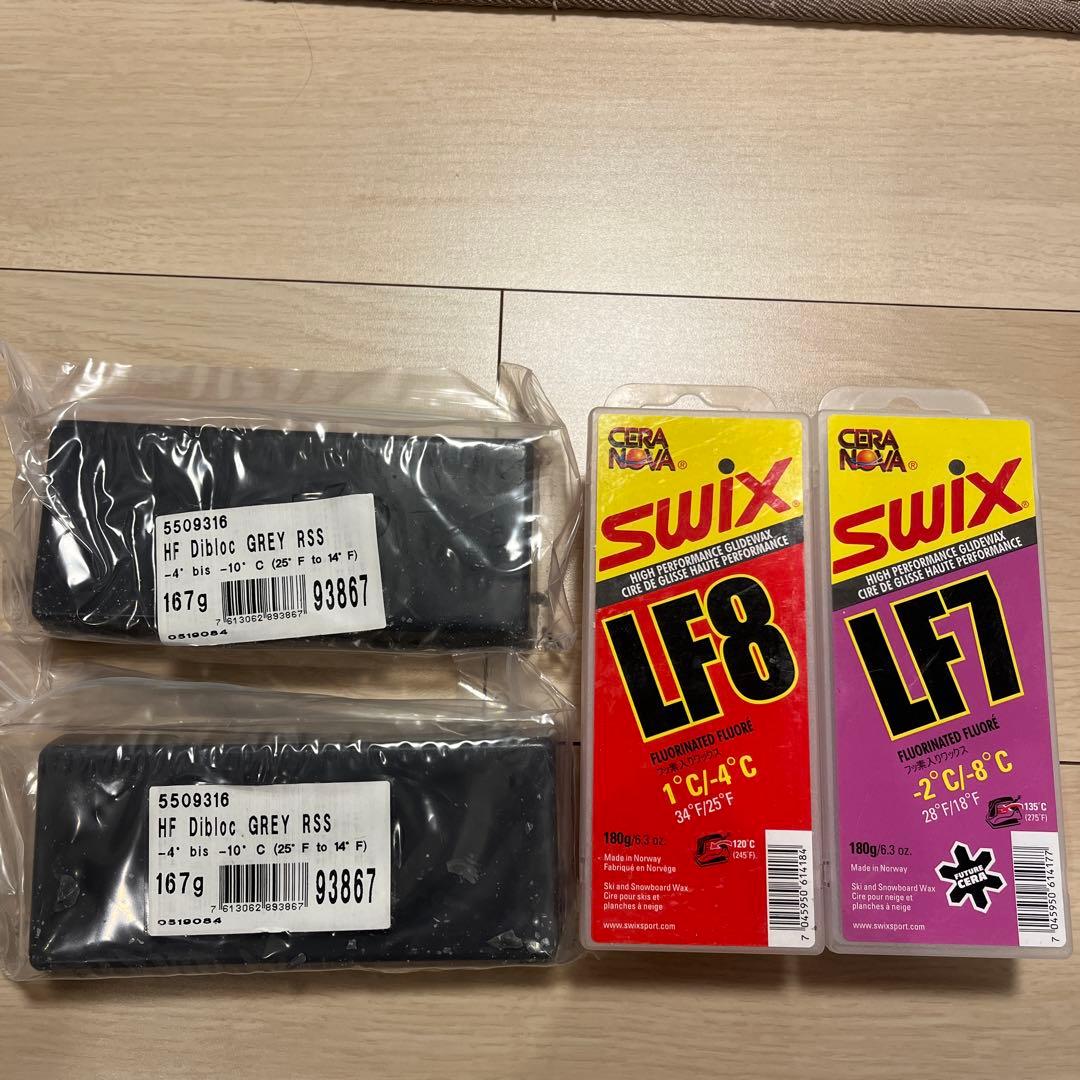 5509316
HF Dibloc GREY RSS
-4° bis -10° C (25° F to 14° F)
167g
93867
7 613062 893867
0519084
5509316
HF Dibloc GREY RSS
-4° bis -10° C (25° F to 14° F)
167g
93867
7 613062 893867
0519084
CERA
NOVA®
SWIX®
HIGH PERFORMANCE GLIDEWAX
CIRE DE GLISSE HAUTE PERFORMANCE
LF8
FLUORINATED FLUORÉ
フッ素入りワックス
1°C/-4°C
34°F/25°F
180g/6.3 oz.
120°C
(245°F).
Made in Norway
Fabriqué en Norvège
Ski and Snowboard Wax
Cire pour skis et
planches à neige
www.swixsport.com
7 045950 614184
CERA
NOVA®
SWIX®
HIGH PERFORMANCE GLIDEWAX
CIRE DE GLISSE HAUTE PERFORMANCE
LF7
FLUORINATED FLUORÉ
フッ素入りワックス
-2°C/-8°C
28°F/18°F
135°C
(275°F)
180g/6.3 oz.
Made in Norway
FUTURE
CERA
Ski and Snowboard Wax
Cire pour neige et
planches à neige
www.swixsport.com
7 045950 614177